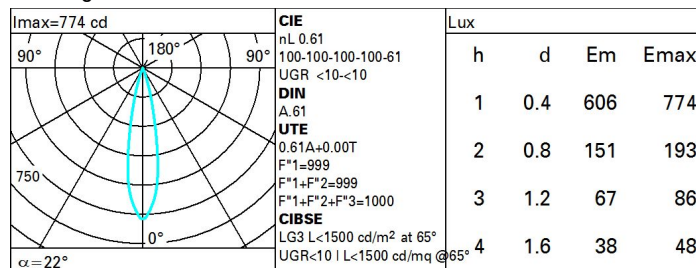 Imax=774 cd
90°
180°
90°
750
0°
α=22°
CIE
nL 0.61
100-100-100-100-61
UGR <10-<10
DIN
A.61
UTE
0.61A+0.00T
F"1=999
F"1+F"2=999
F"1+F"2+F"3=1000
CIBSE
LG3 L<1500 cd/m² at 65°
UGR<10 | L<1500 cd/mq @65°
Lux
h d Em Emax
1 0.4 606 774
2 0.8 151 193
3 1.2 67 86
4 1.6 38 48